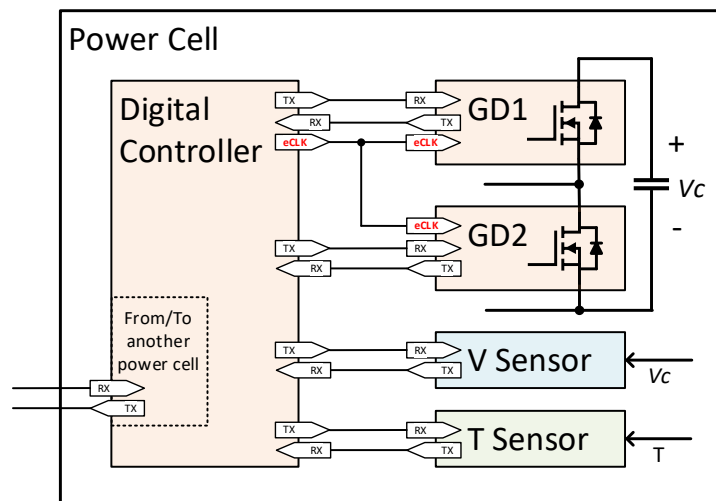 Power Cell
Digital
Controller
TX
RX
eCLK
RX
TX
eCLK
GD1
+
Vc
-
eCLK
GD2
TX
RX
RX
TX
From/To
another
power cell
RX
TX
TX
RX
RX
TX
V Sensor
Vc
TX
RX
RX
TX
T Sensor
T